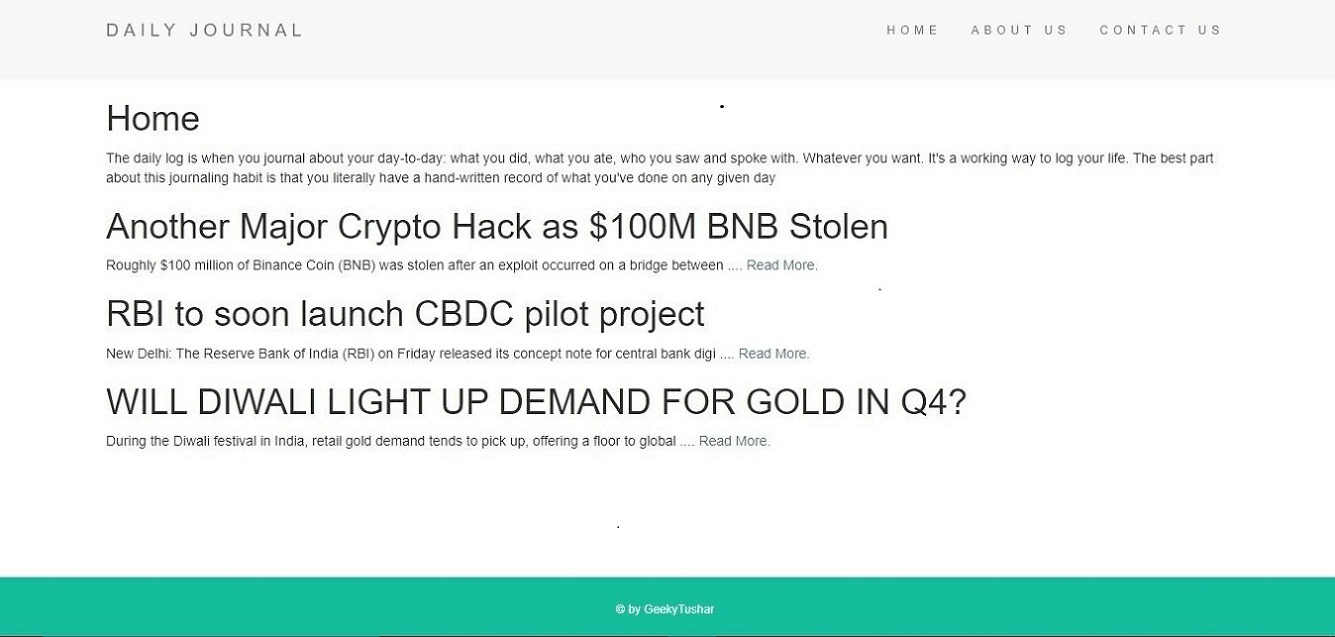 DAILY JOURNAL
HOME ABOUT US CONTACT US
Home
The daily log is when you journal about your day-to-day: what you did, what you ate, who you saw and spoke with. Whatever you want. It's a working way to log your life. The best part
about this journaling habit is that you literally have a hand-written record of what you've done on any given day
Another Major Crypto Hack as $100M BNB Stolen
Roughly $100 million of Binance Coin (BNB) was stolen after an exploit occurred on a bridge between .... Read More.
RBI to soon launch CBDC pilot project
New Delhi: The Reserve Bank of India (RBI) on Friday released its concept note for central bank digi .... Read More.
WILL DIWALI LIGHT UP DEMAND FOR GOLD IN Q4?
During the Diwali festival in India, retail gold demand tends to pick up, offering a floor to global .... Read More.
© by GeekyTushar